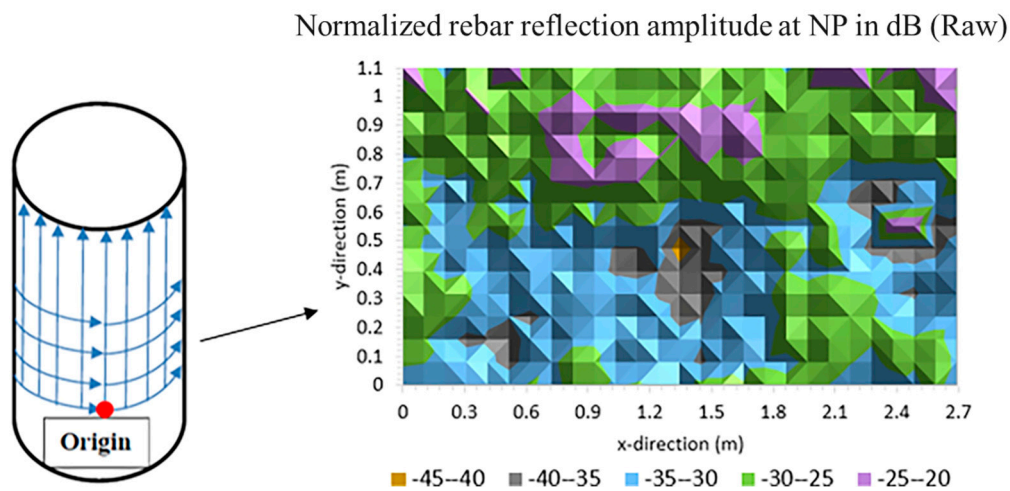 Normalized rebar reflection amplitude at NP in dB (Raw)
Origin
y-direction (m)
1.1
1
0.9
0.8
0.7
0.6
0.5
0.4
0.3
0.2
0.1
0
0 0.3 0.6 0.9 1.2 1.5 1.8 2.1 2.4 2.7
x-direction (m)
-45--40 -40--35 -35--30 -30--25 -25--20